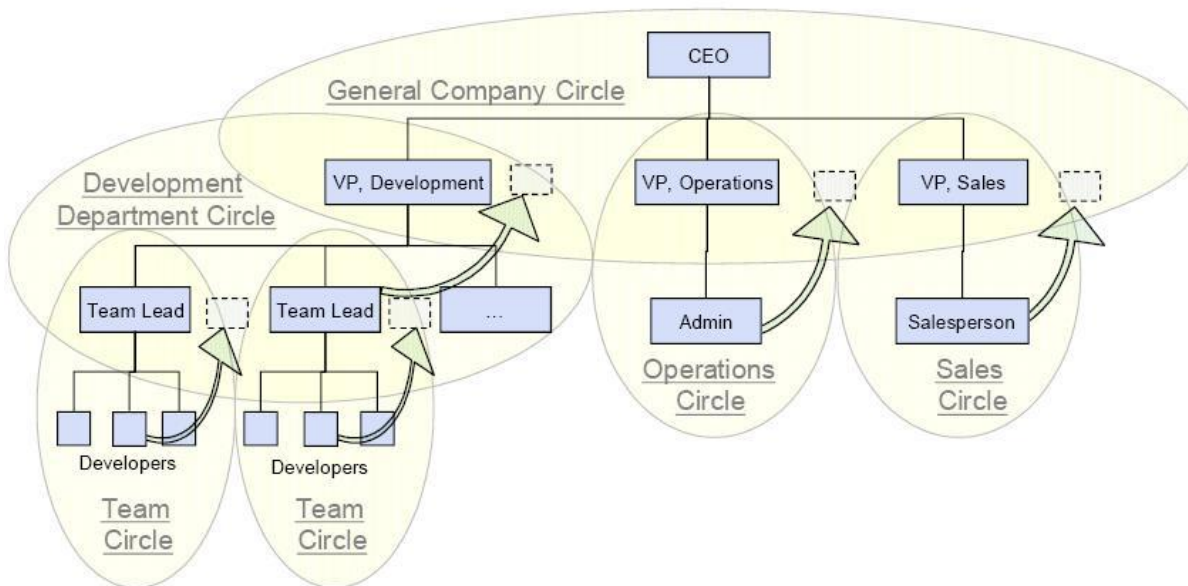 CEO
General Company Circle
VP, Development
VP, Operations
VP, Sales
Development
Department Circle
Team Lead
Team Lead
...
Admin
Salesperson
Operations
Circle
Sales
Circle
Developers
Developers
Team
Circle
Team
Circle